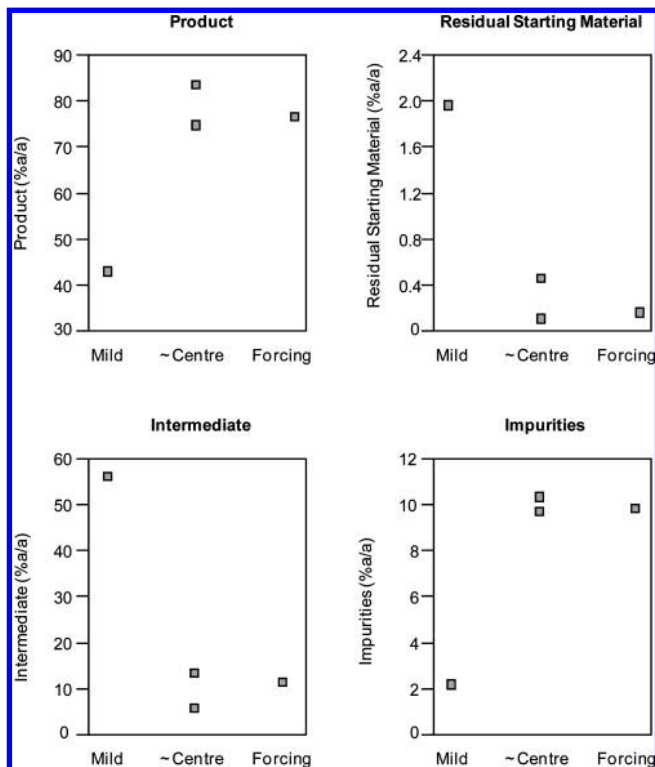 Product
Residual Starting Material
Product (%a/a)
90
80
70
60
50
40
30
Mild ~Centre Forcing
Residual Starting Material (%a/a)
2.4
2.0
1.6
1.2
0.8
0.4
0
Mild ~Centre Forcing
Intermediate
Impurities
Intermediate (%a/a)
60
50
40
30
20
10
0
Mild ~Centre Forcing
Impurities (%a/a)
12
10
8
6
4
2
0
Mild ~Centre Forcing